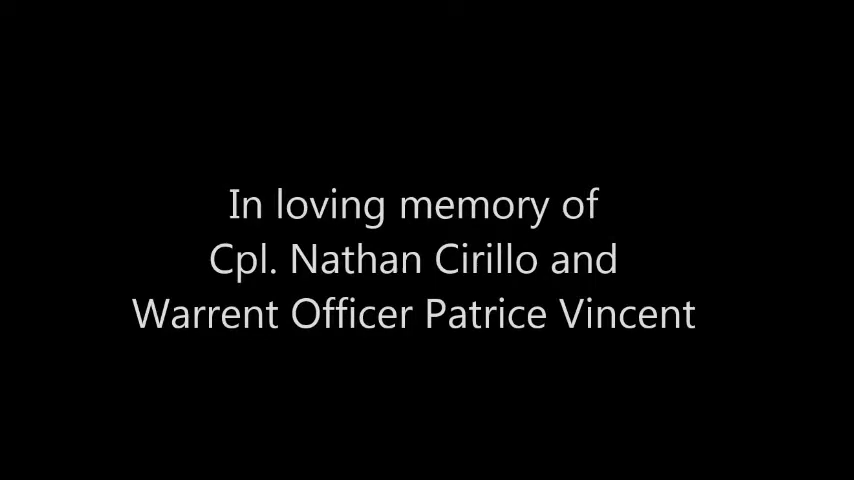 In loving memory of
Cpl. Nathan Cirillo and
Warrent Officer Patrice Vincent